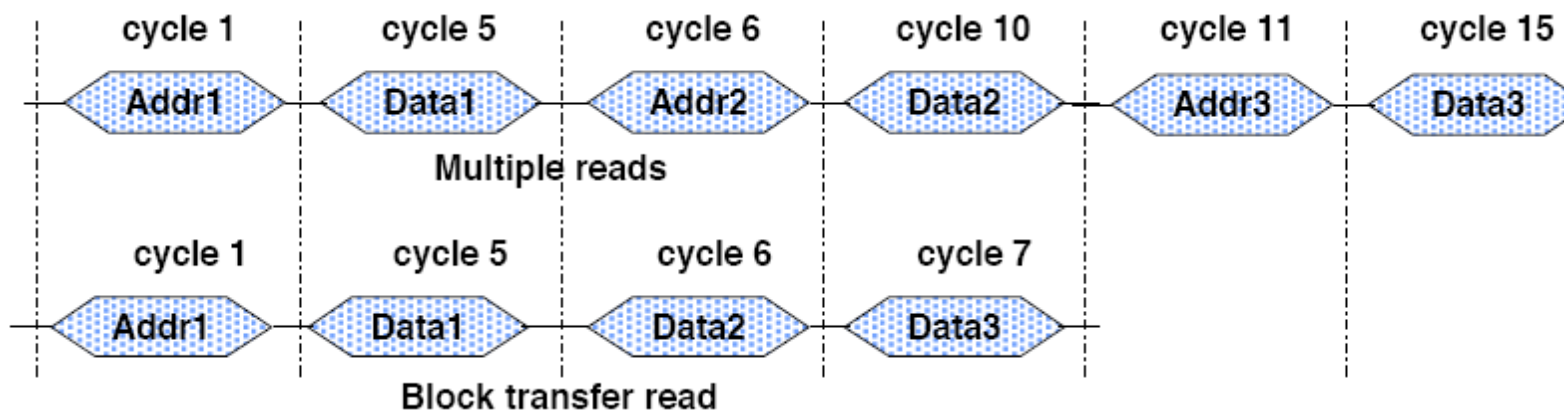 cycle 1 cycle 5 cycle 6 cycle 10 cycle 11 cycle 15
Addr1 Data1 Addr2 Data2 Addr3 Data3
Multiple reads
cycle 1 cycle 5 cycle 6 cycle 7
Addr1 Data1 Data2 Data3
Block transfer read